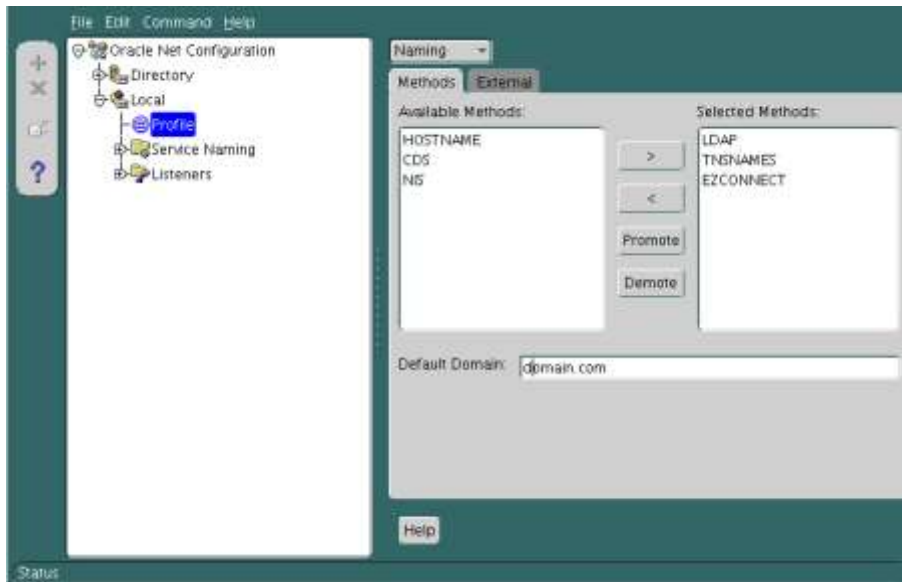 File Edit Command Help
Oracle Net Configuration
Directory
Local
Profile
Service Naming
Listeners
Naming
Methods External
Available Methods:
HOSTNAME
CDS
NIS
>
<
Promote
Demote
Selected Methods:
LDAP
TNSNAMES
EZCONNECT
Default Domain: domain.com
Help
Status